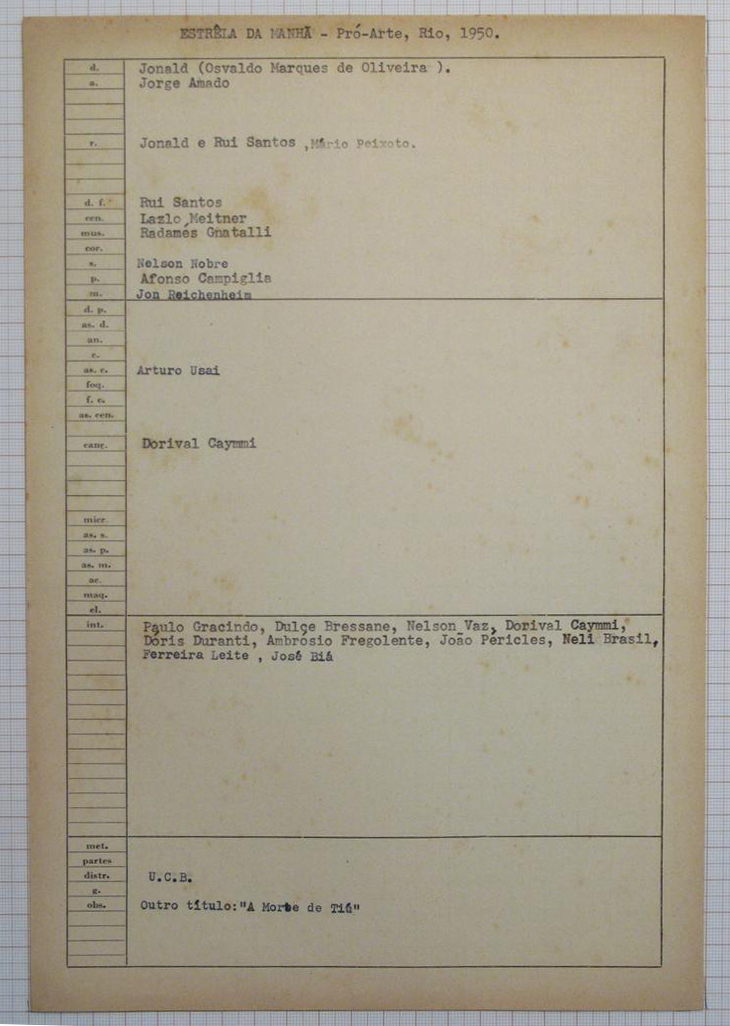 ESTRÊLA DA MANHÃ - Pró-Arte, Rio, 1950.
d. Jonald (Osvaldo Marques de Oliveira ).
a. Jorge Amado
r. Jonald e Rui Santos ,Mário Peixoto.
d. f. Rui Santos
cen. Lazlo Meitner
mus. Radamés Gnatalli
cor.
s. Nelson Nobre
p. Afonso Campiglia
m. Jon Reichenheim
d. p.
as. d.
an.
c.
as. c. Arturo Usai
foq.
f. c.
as. cen.
canç. Dorival Caymmi
micr.
as. s.
as. p.
as. m.
ac.
maq.
el.
int. Paulo Gracindo, Dulçe Bressane, Nelson Vaz, Dorival Caymmi,
Dóris Duranti, Ambrósio Fregolente, João Péricles, Neli Brasil,
Ferreira Leite , José Biá
met.
partes
distr. U.C.B.
g.
obs. Outro título:"A Morte de Tiá"